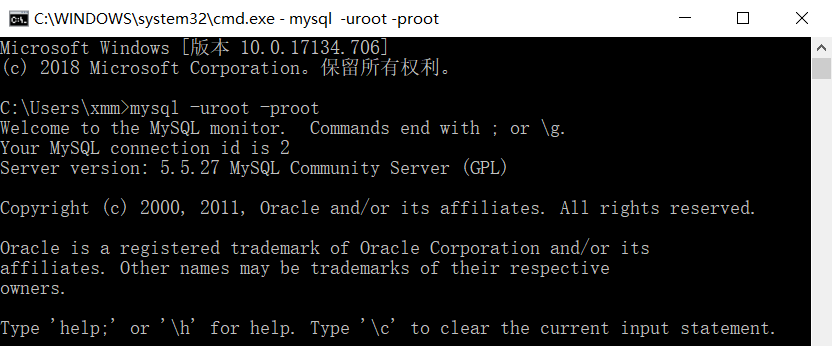 C:\WINDOWS\system32\cmd.exe - mysql  -uroot -proot
Microsoft Windows [版本 10.0.17134.706]
(c) 2018 Microsoft Corporation。保留所有权利。
C:\Users\xmm>mysql -uroot -proot
Welcome to the MySQL monitor.  Commands end with ; or \g.
Your MySQL connection id is 2
Server version: 5.5.27 MySQL Community Server (GPL)
Copyright (c) 2000, 2011, Oracle and/or its affiliates. All rights reserved.
Oracle is a registered trademark of Oracle Corporation and/or its
affiliates. Other names may be trademarks of their respective
owners.
Type 'help;' or '\h' for help. Type '\c' to clear the current input statement.